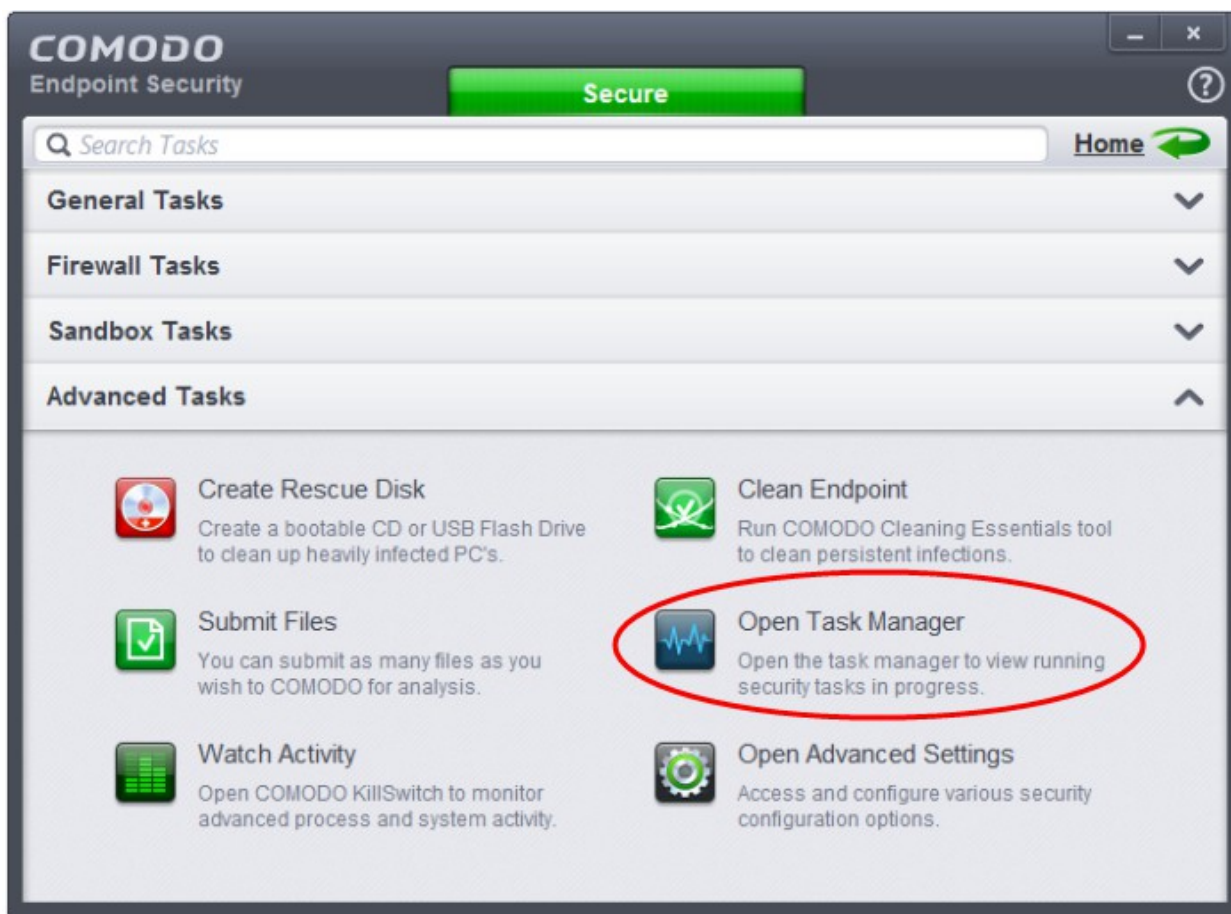 COMODO
Endpoint Security
Secure
?
Search Tasks
Home
General Tasks
Firewall Tasks
Sandbox Tasks
Advanced Tasks
Create Rescue Disk
Create a bootable CD or USB Flash Drive
to clean up heavily infected PC's.
Clean Endpoint
Run COMODO Cleaning Essentials tool
to clean persistent infections.
Submit Files
You can submit as many files as you
wish to COMODO for analysis.
Open Task Manager
Open the task manager to view running
security tasks in progress.
Watch Activity
Open COMODO KillSwitch to monitor
advanced process and system activity.
Open Advanced Settings
Access and configure various security
configuration options.